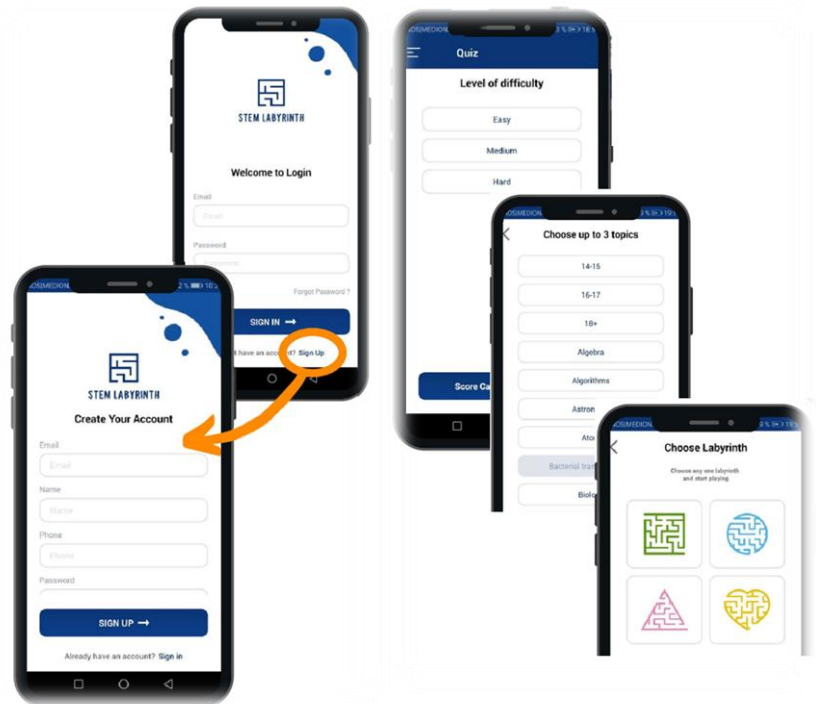 STEM LABYRINTH
Welcome to Login
Email
Email
Password
Forgot Password ?
SIGN IN →
have an account? Sign Up
STEM LABYRINTH
Create Your Account
Email
Email
Name
Name
Phone
Phone
Password
SIGN UP →
Already have an account? Sign in
Quiz
Level of difficulty
Easy
Medium
Hard
Score Ca
Choose up to 3 topics
14-15
16-17
18+
Algebra
Algorithms
Astron
Ato
Bacterial tran
Biolo
Choose Labyrinth
Choose any one labyrinth
and start playing